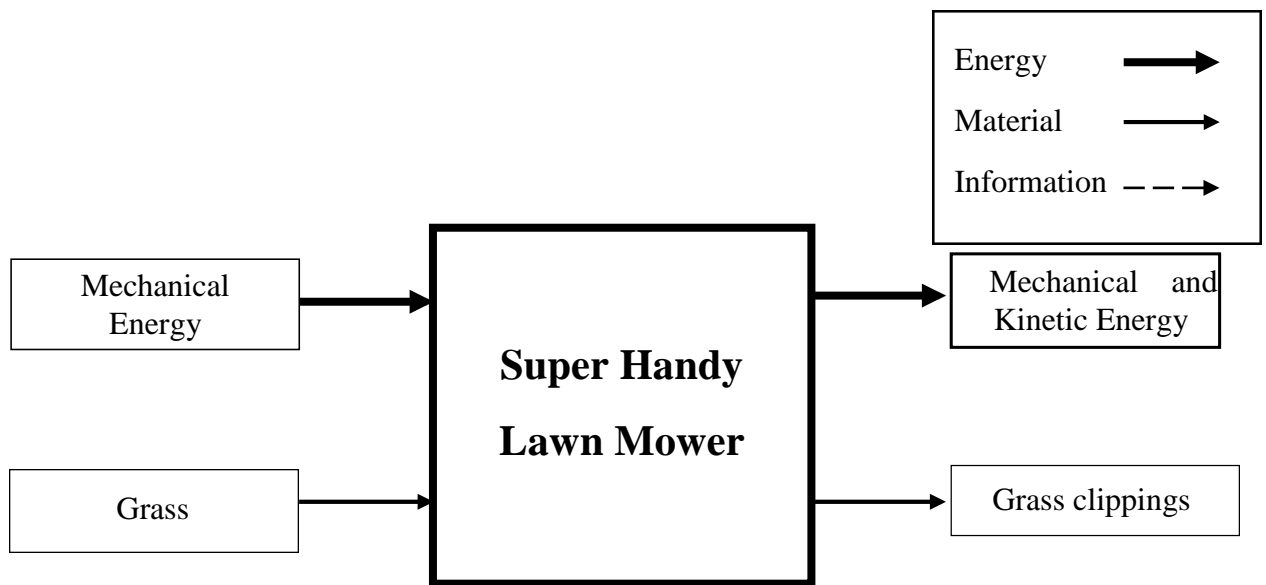 Energy
Material
Information
Mechanical
Energy
Mechanical and
Kinetic Energy
Super Handy
Lawn Mower
Grass
Grass clippings